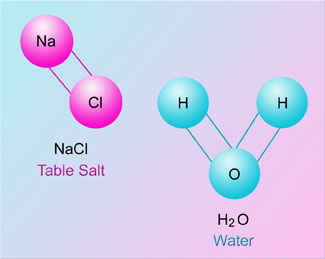 Na
Cl
NaCl
Table Salt
H
H
O
H2O
Water